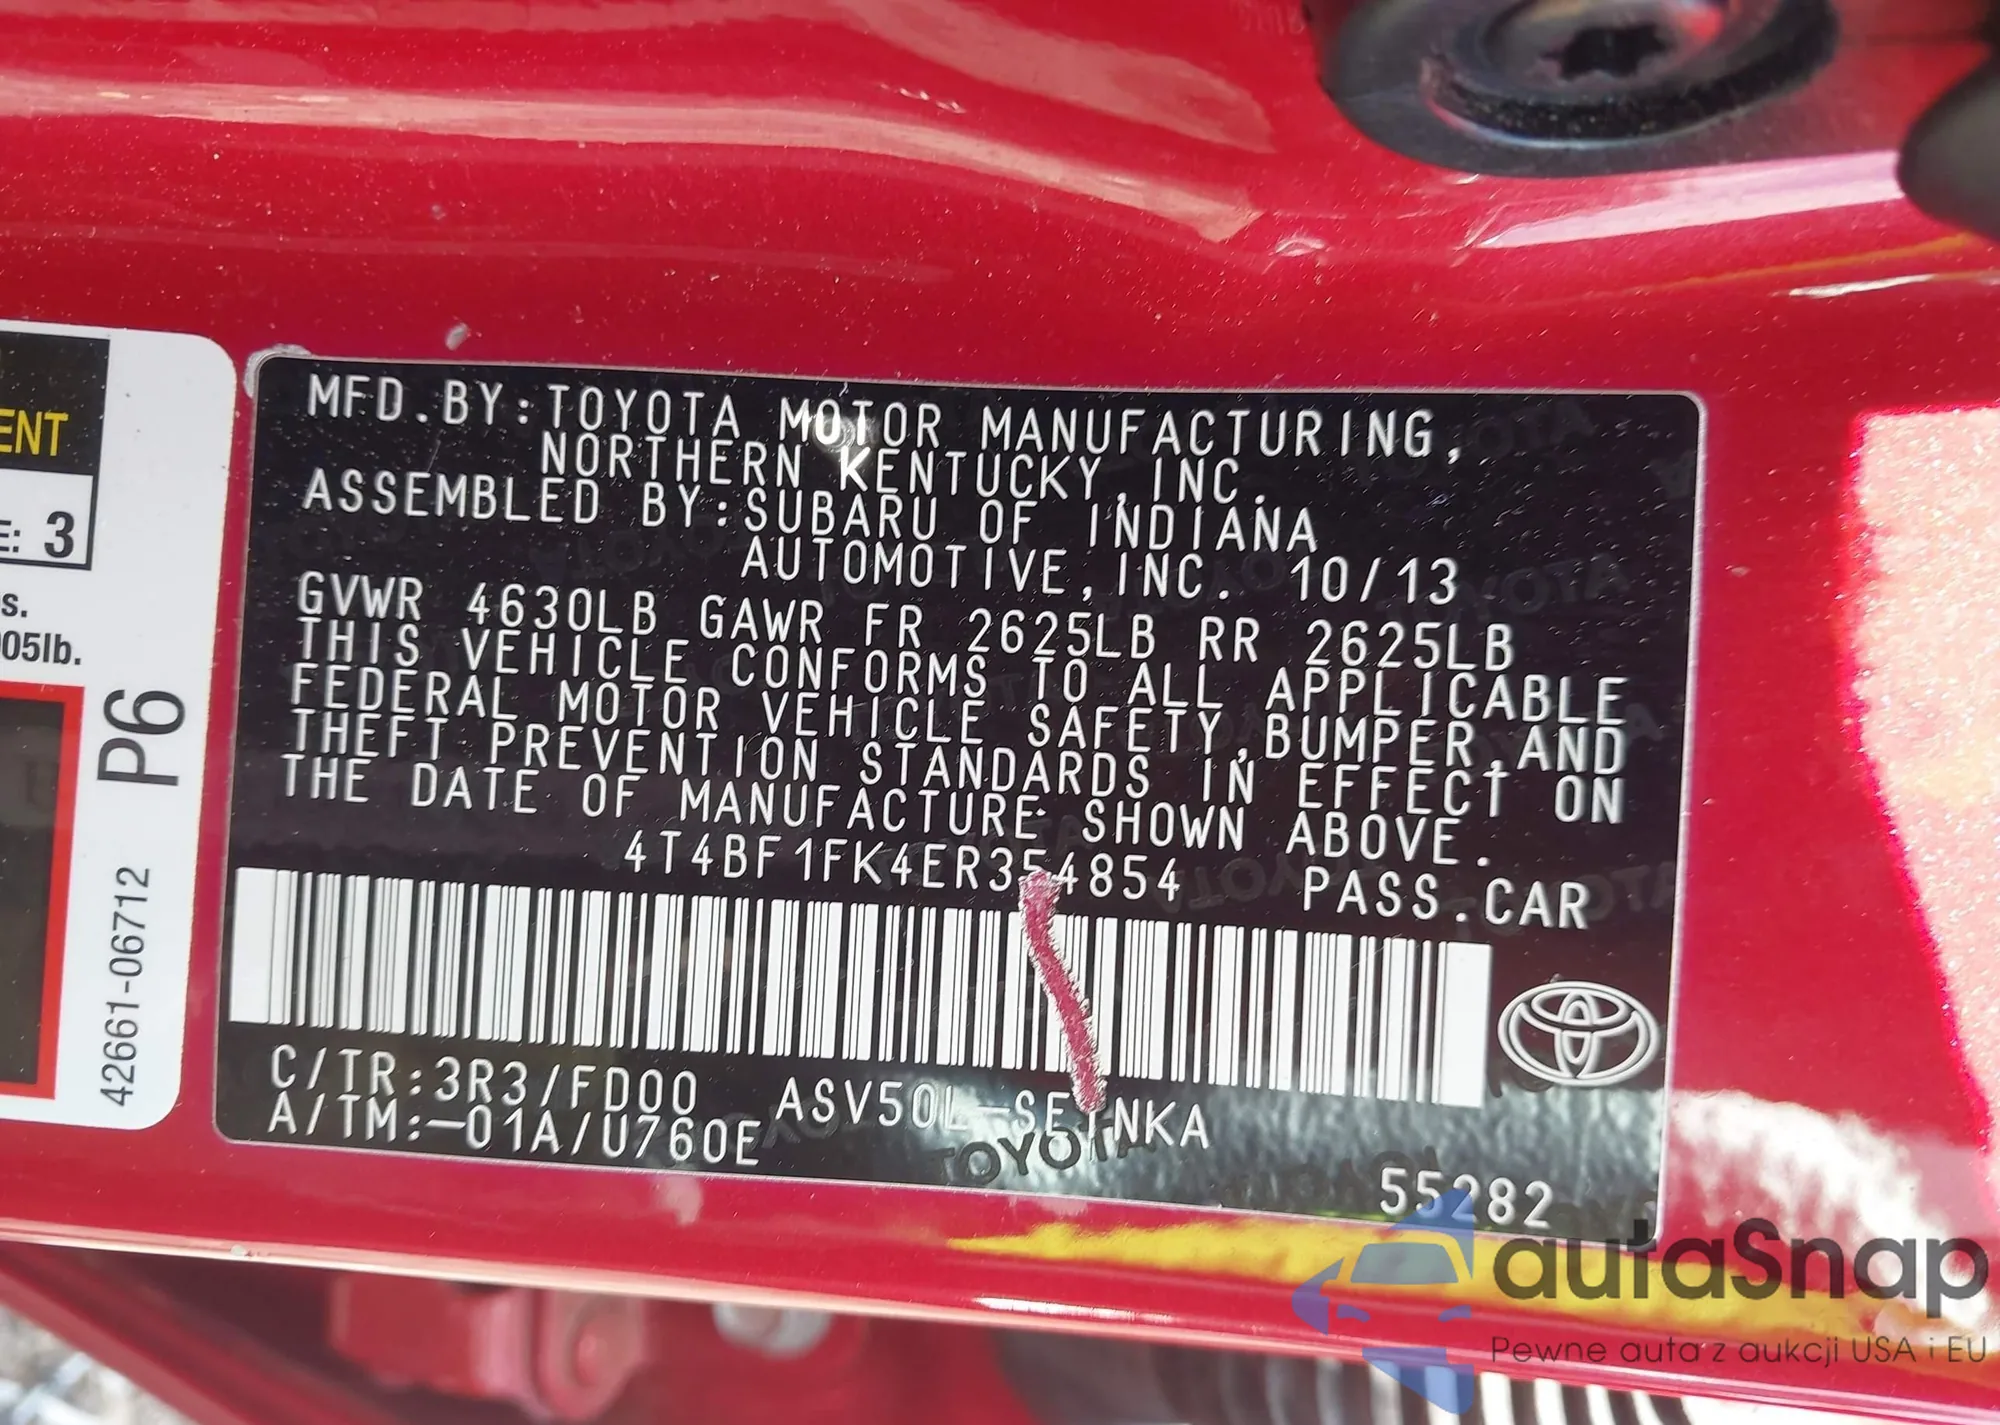 ENT
E: 3
s.
005lb.
P6
42661-06712
MFD.BY:TOYOTA MOTOR MANUFACTURING,
NORTHERN KENTUCKY,INC.
ASSEMBLED BY:SUBARU OF INDIANA
AUTOMOTIVE,INC. 10/13
GVWR 4630LB GAWR FR 2625LB RR 2625LB
THIS VEHICLE CONFORMS TO ALL APPLICABLE
FEDERAL MOTOR VEHICLE SAFETY,BUMPER,AND
THEFT PREVENTION STANDARDS IN EFFECT ON
THE DATE OF MANUFACTURE SHOWN ABOVE.
4T4BF1FK4ER354854 PASS.CAR
C/TR:3R3/FD00 ASV50L-SETNKA
A/TM:-01A/U760E
TOYOTA
55282
autaSnap
Pewne auta z aukcji USA i EU